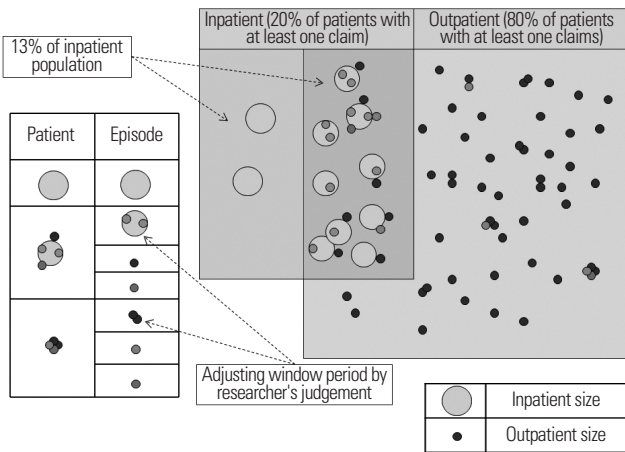 Inpatient (20% of patients with
at least one claim)
Outpatient (80% of patients
with at least one claims)
13% of inpatient
population
Patient
Episode
Adjusting window period by
researcher's judgement
Inpatient size
Outpatient size